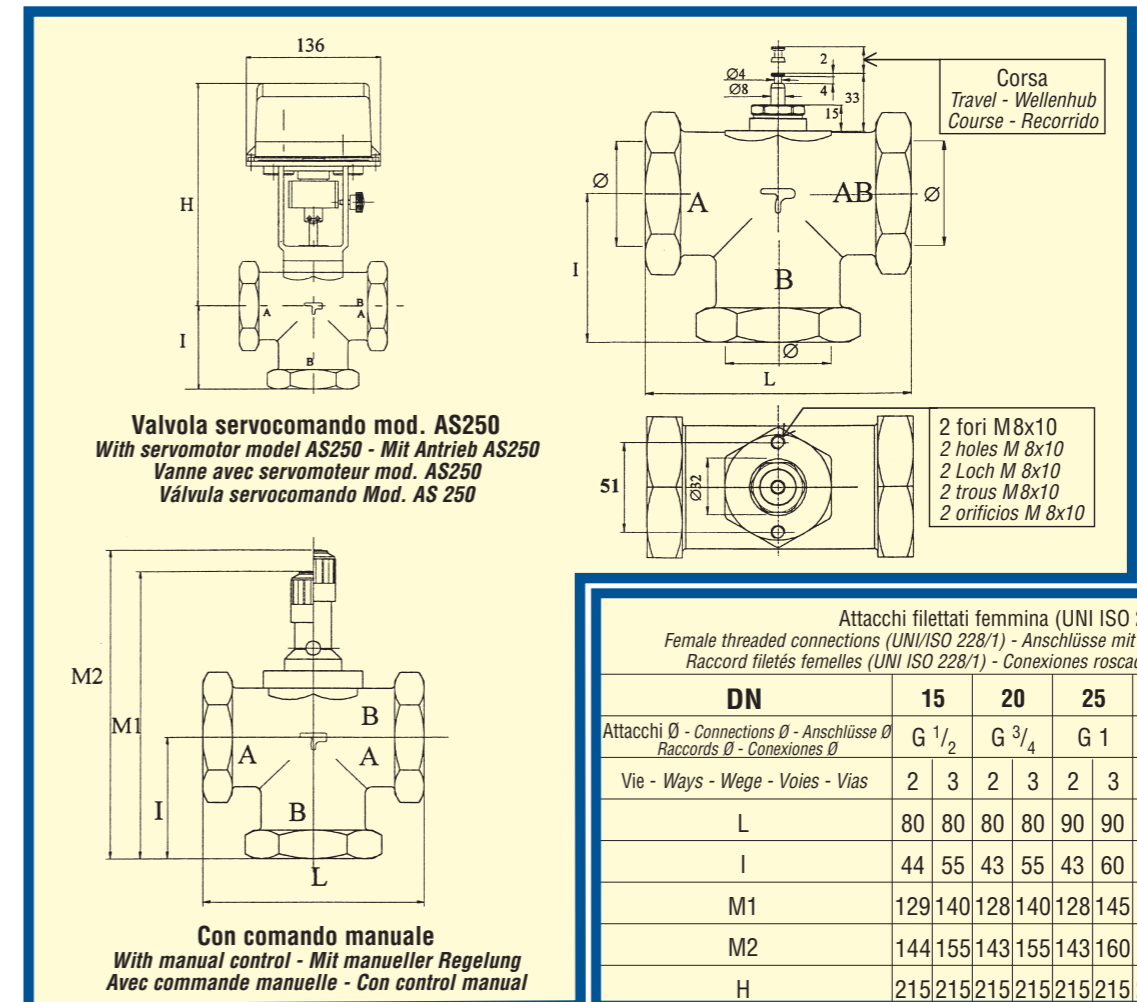 136
H
I
A
B
A
B
Valvola servocomando mod. AS250
With servomotor model AS250 - Mit Antrieb AS250
Vanne avec servomoteur mod. AS250
Válvula servocomando Mod. AS 250
2
Ø4
Ø8
4
33
15
Corsa
Travel - Wellenhub
Course - Recorrido
Ø
A
AB
Ø
I
B
Ø
L
51
Ø32
2 fori M8x10
2 holes M 8x10
2 Loch M 8x10
2 trous M8x10
2 orificios M 8x10
M2
M1
B
A
A
I
B
L
Con comando manuale
With manual control - Mit manueller Regelung
Avec commande manuelle - Con control manual
Attacchi filettati femmina (UNI ISO
Female threaded connections (UNI/ISO 228/1) - Anschlüsse mit
Raccord filetés femelles (UNI ISO 228/1) - Conexiones
DN 15 20 25
Attacchi Ø - Connections Ø - Anschlüsse Ø
Raccords Ø - Conexiones Ø
G 1/2 G 3/4 G 1
Vie - Ways - Wege - Voies - Vias 2 3 2 3 2 3
L 80 80 80 80 90 90
I 44 55 43 55 43 60
M1 129 140 128 140 128 145
M2 144 155 143 155 143 160
H 215 215 215 215 215 215